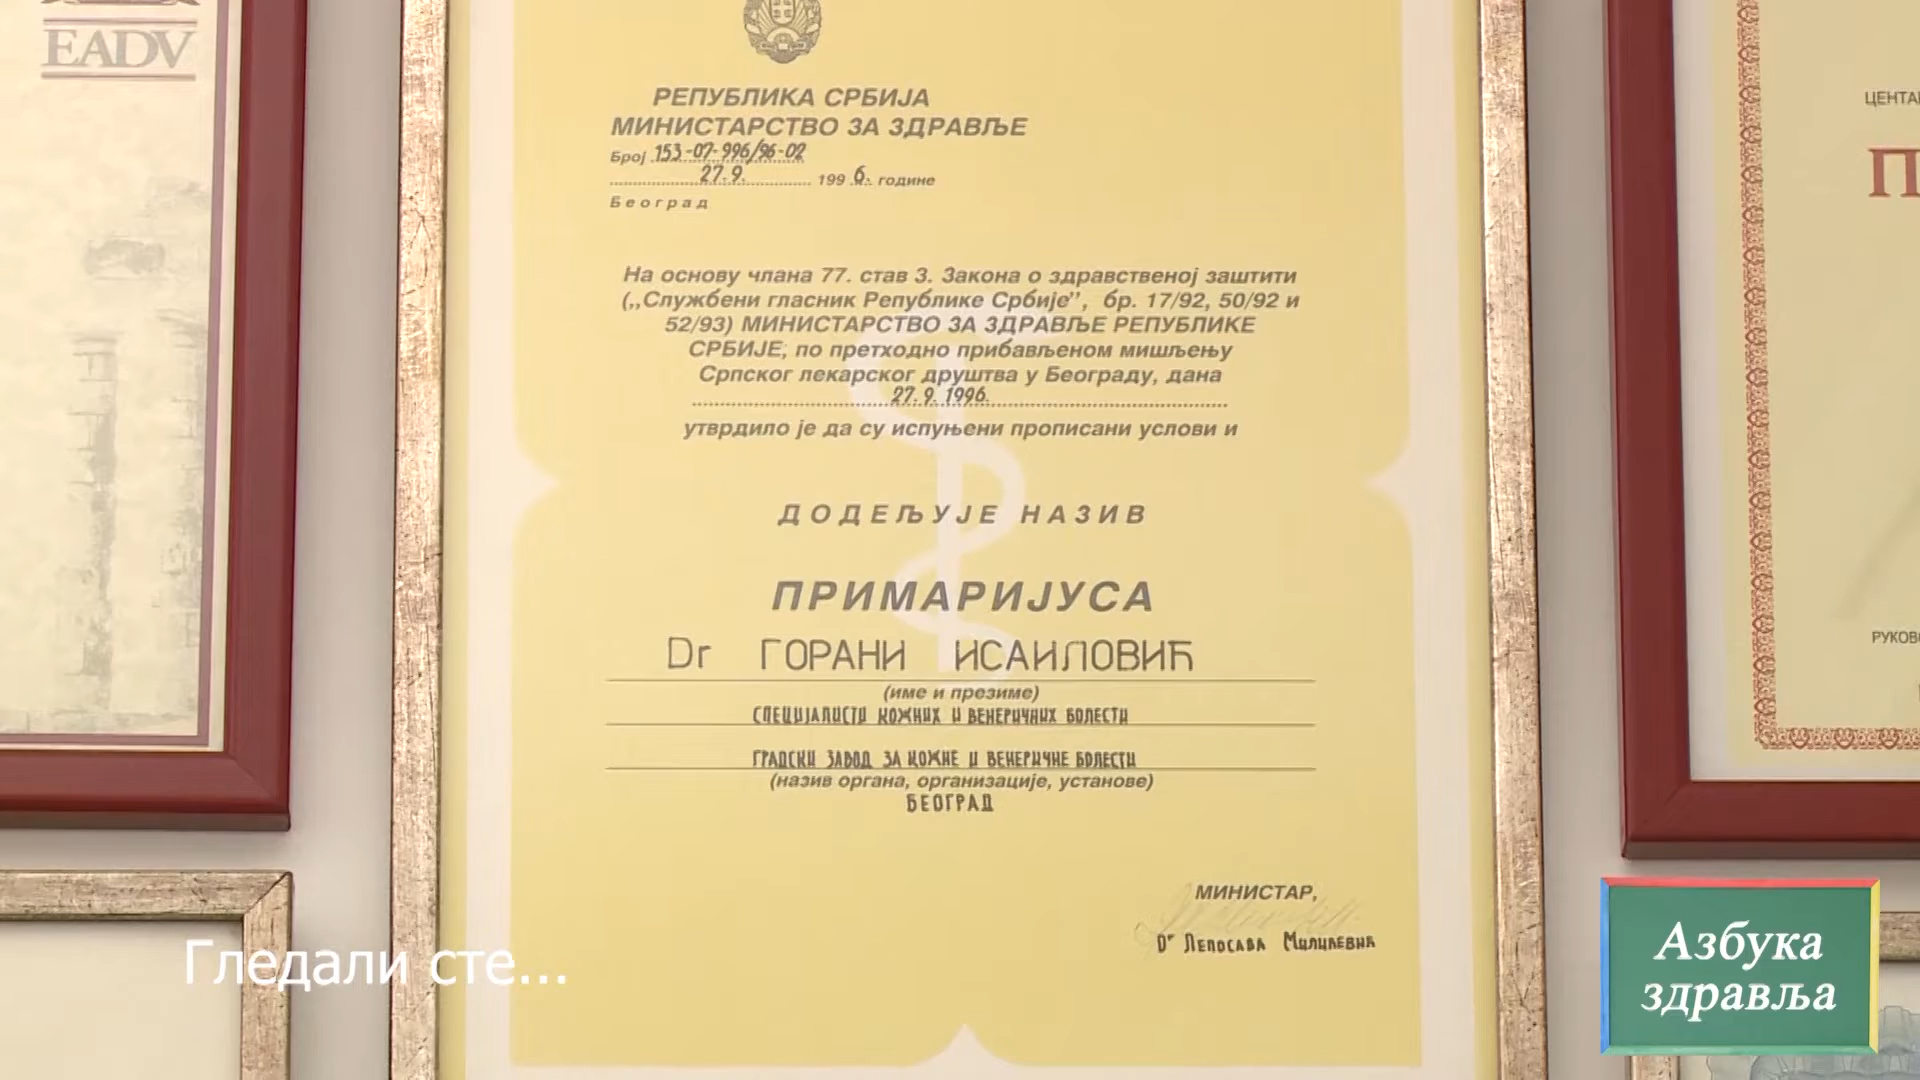 EADV
РЕПУБЛИКА СРБИЈА
МИНИСТАРСТВО ЗА ЗДРАВЉЕ
Број 153-07-996/96-02
27.9. 1996. године
Београд
На основу члана 77. став 3. Закона о здравственој заштити
(,,Службени гласник Републике Србије", бр. 17/92, 50/92 и
52/93) МИНИСТАРСТВО ЗА ЗДРАВЉЕ РЕПУБЛИКЕ
СРБИЈЕ, по претходно прибављеном мишљењу
Српског лекарског друштва у Београду, дана
27. 9. 1996.
утврдило је да су испуњени прописани услови и
ДОДЕЉУЈЕ НАЗИВ
ПРИМАРИЈУСА
Dr ГОРАНИ ИСАИЛОВИЋ
(име и презиме)
СПЕЦИЈАЛИСТИ КОЖНИХ И ВЕНЕРИЧНИХ БОЛЕСТИ
ГРАДСКИ ЗАВОД ЗА КОЖНЕ И ВЕНЕРИЧНЕ БОЛЕСТИ
(назив органа, организације, установе)
БЕОГРАД
МИНИСТАР,
Dr Лепосава Милићевић
Гледали сте...
Азбука
здравља